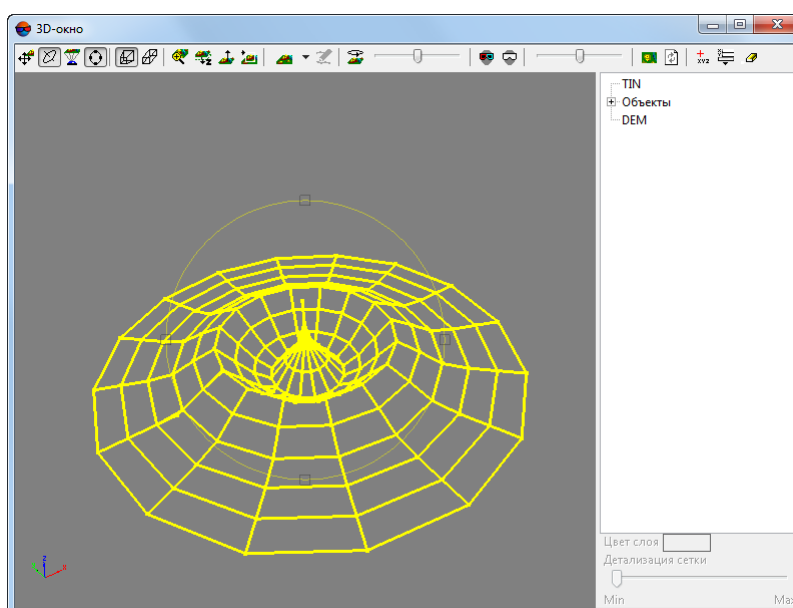 3D-окно
TIN
Объекты
DEM
Цвет слоя
Детализация сетки
Min
Max
z
x